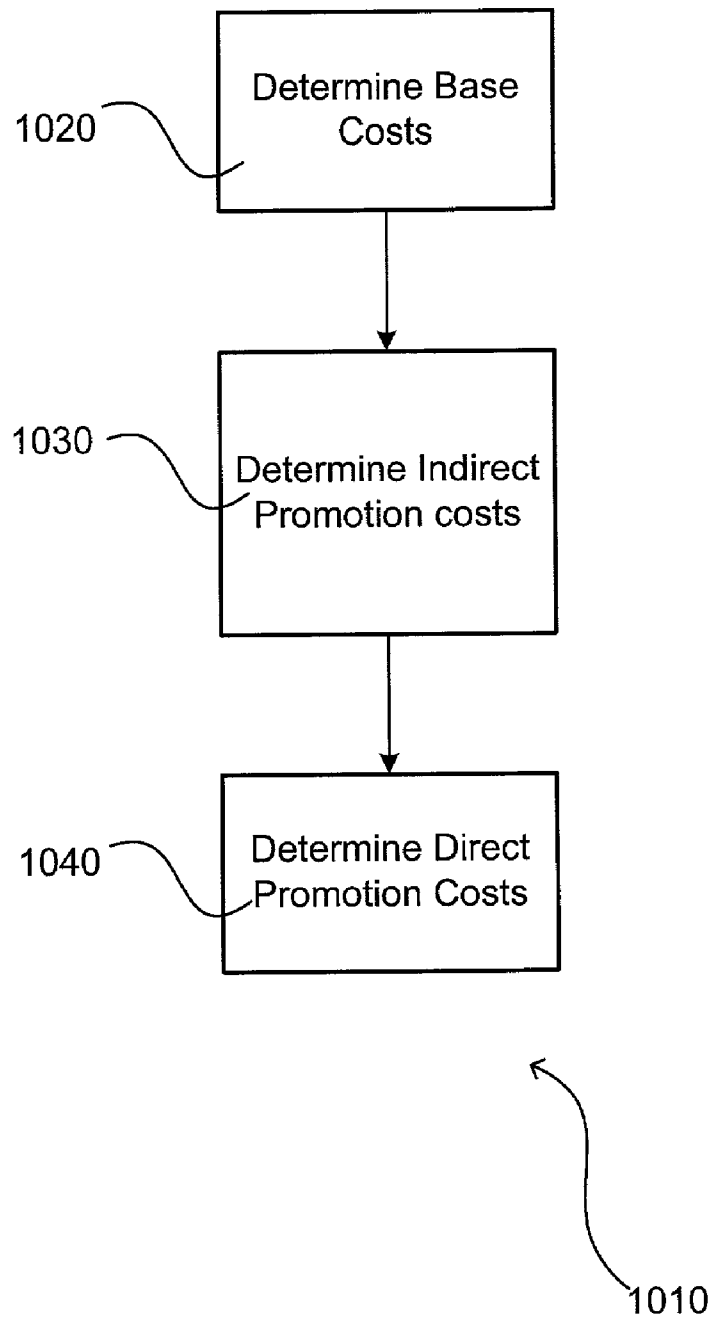 Determine Base
Costs
1020
1030
Determine Indirect
Promotion costs
1040
Determine Direct
Promotion Costs
1010